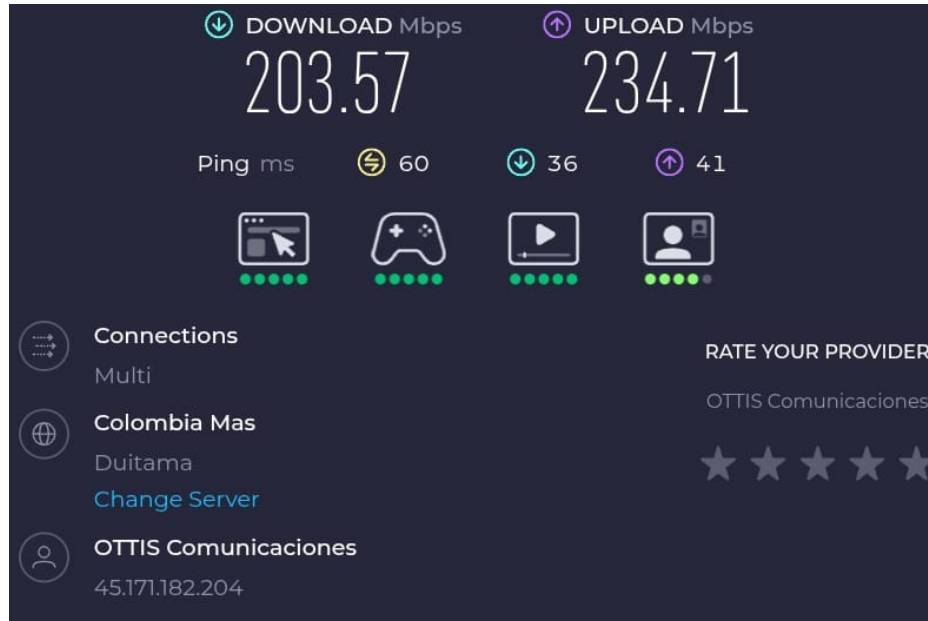 DOWNLOAD Mbps
UPLOAD Mbps
203.57
234.71
Ping ms 60 36 41
Connections
Multi
Colombia Mas
Duitama
Change Server
OTTIS Comunicaciones
45.171.182.204
RATE YOUR PROVIDER
OTTIS Comunicaciones